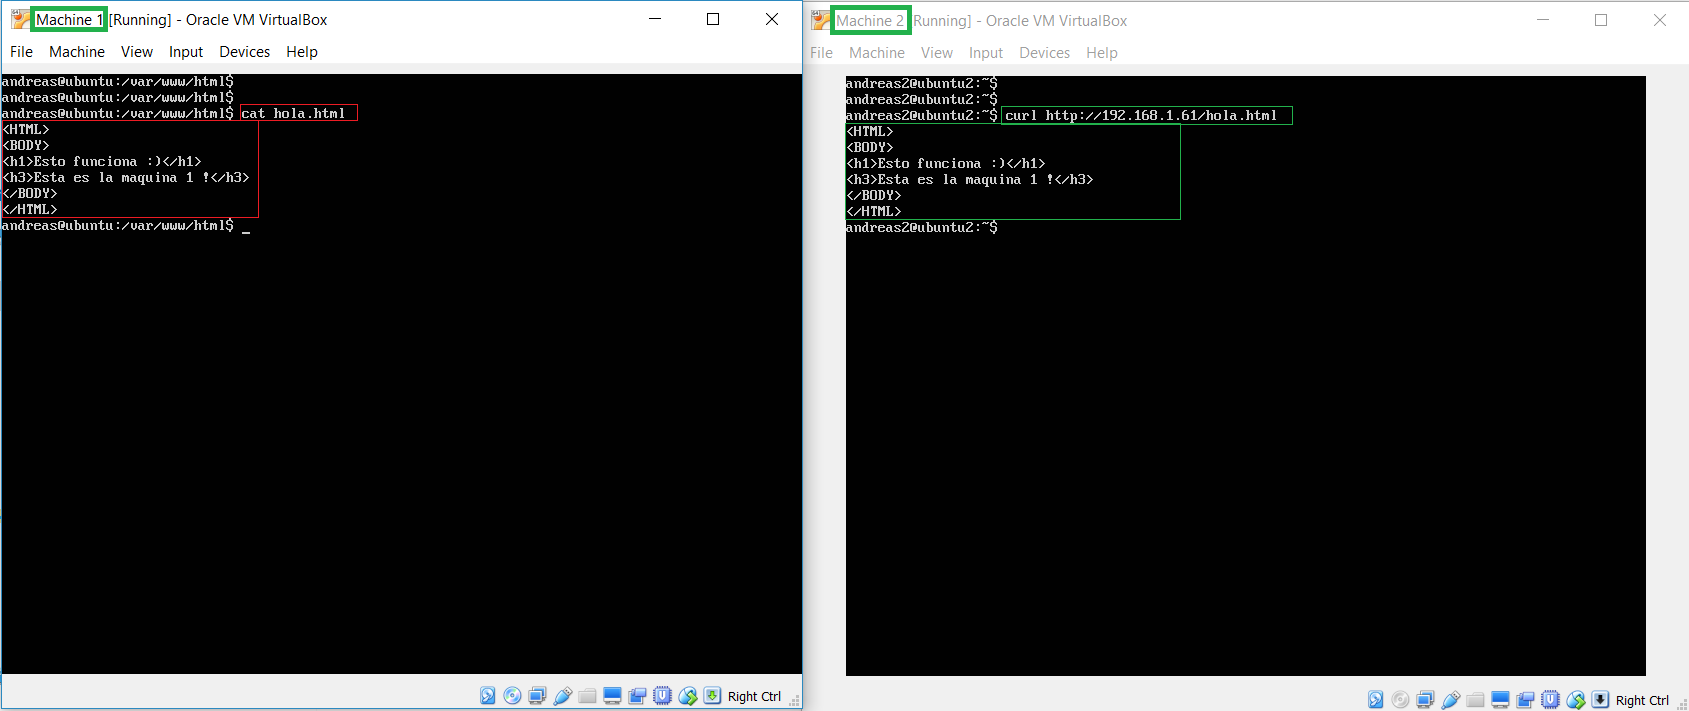 Machine 1 [Running] - Oracle VM VirtualBox
File Machine View Input Devices Help
andreas@ubuntu:/var/www/html$
andreas@ubuntu:/var/www/html$
andreas@ubuntu:/var/www/html$ cat hola.html
<HTML>
<BODY>
<h1>Esto funciona :)</h1>
<h3>Esta es la maquina 1 !</h3>
</BODY>
</HTML>
andreas@ubuntu:/var/www/html$ _
Right Ctrl
Machine 2 [Running] - Oracle VM VirtualBox
File Machine View Input Devices Help
andreas2@ubuntu2:~$
andreas2@ubuntu2:~$
andreas2@ubuntu2:~$ curl http://192.168.1.61/hola.html
<HTML>
<BODY>
<h1>Esto funciona :)</h1>
<h3>Esta es la maquina 1 !</h3>
</BODY>
</HTML>
andreas2@ubuntu2:~$
Right Ctrl